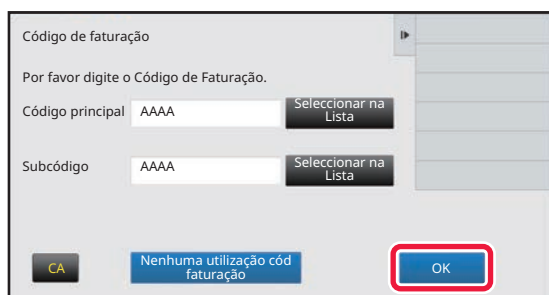 Código de faturação
Por favor digite o Código de Faturação.
Código principal AAAA Seleccionar na
Lista
Subcódigo AAAA Seleccionar na
Lista
CA Nenhuma utilização cód
faturação OK